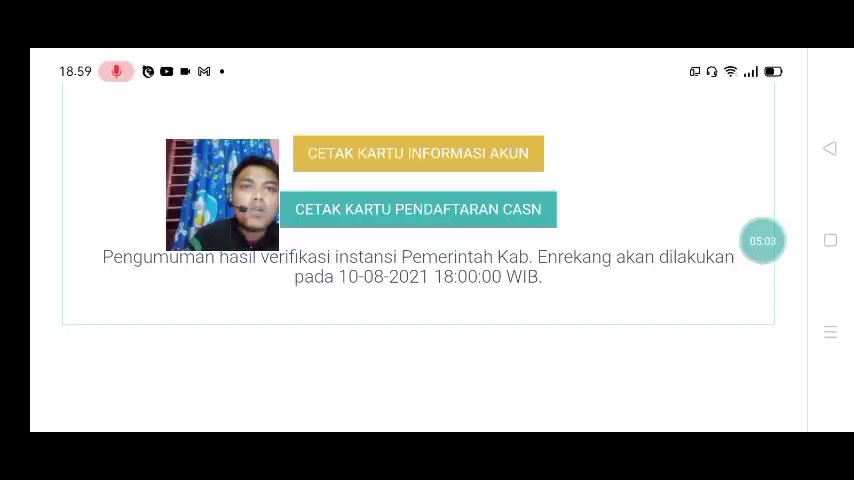 18.59
CETAK KARTU INFORMASI AKUN
CETAK KARTU PENDAFTARAN CASN
05:03
Pengumuman hasil verifikasi instansi Pemerintah Kab. Enrekang akan dilakukan
pada 10-08-2021 18:00:00 WIB.